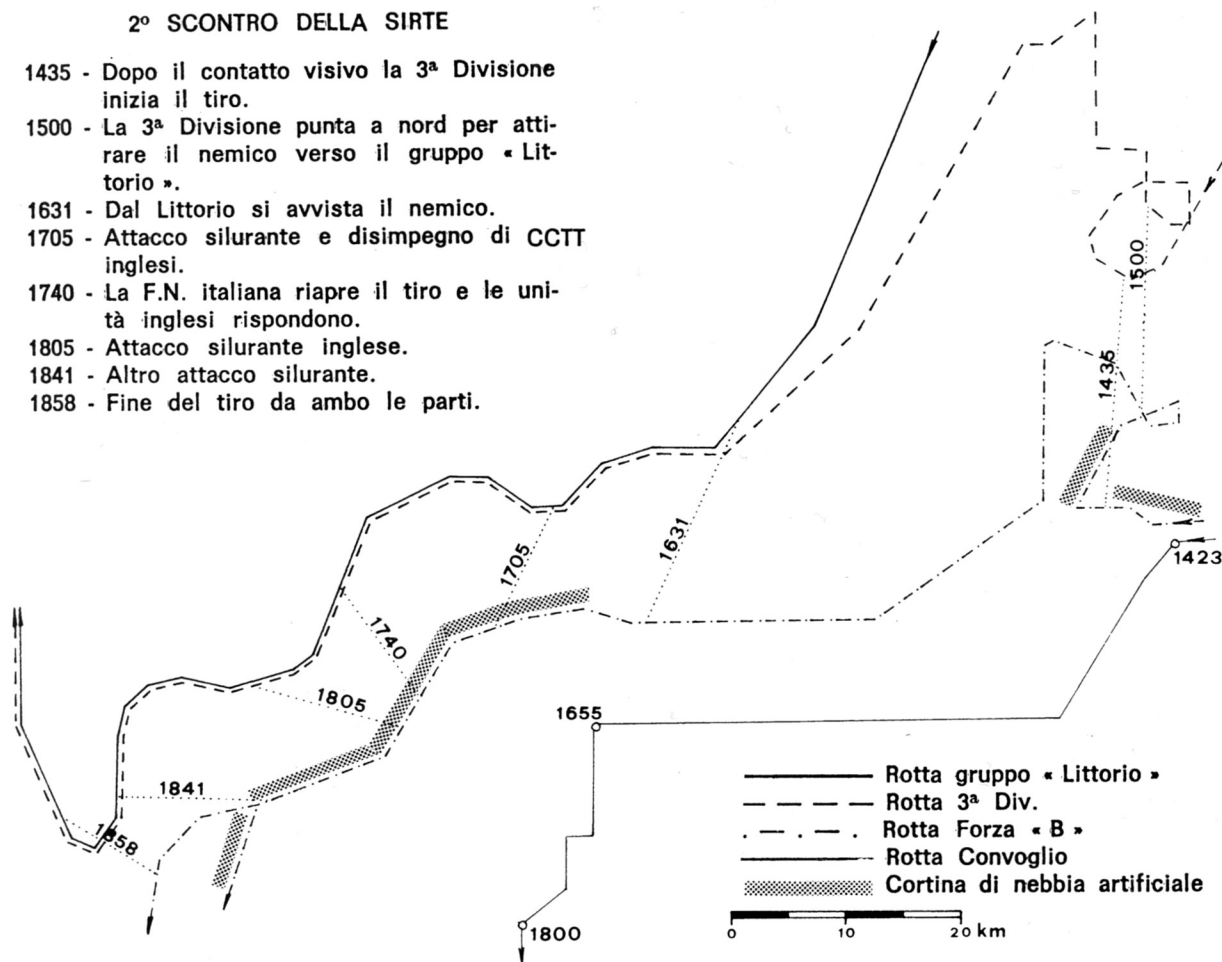 2º SCONTRO DELLA SIRTE
1435 - Dopo il contatto visivo la 3ª Divisione
inizia il tiro.
1500 - La 3ª Divisione punta a nord per atti-
rare il nemico verso il gruppo « Lit-
torio ».
1631 - Dal Littorio si avvista il nemico.
1705 - Attacco silurante e disimpegno di CCTT
inglesi.
1740 - La F.N. italiana riapre il tiro e le uni-
tà inglesi rispondono.
1805 - Attacco silurante inglese.
1841 - Altro attacco silurante.
1858 - Fine del tiro da ambo le parti.
1500
1435
1423
1631
1705
1740
1805
1655
1841
1858
1800
Rotta gruppo « Littorio »
Rotta 3ª Div.
Rotta Forza « B »
Rotta Convoglio
Cortina di nebbia artificiale
0 10 20 km